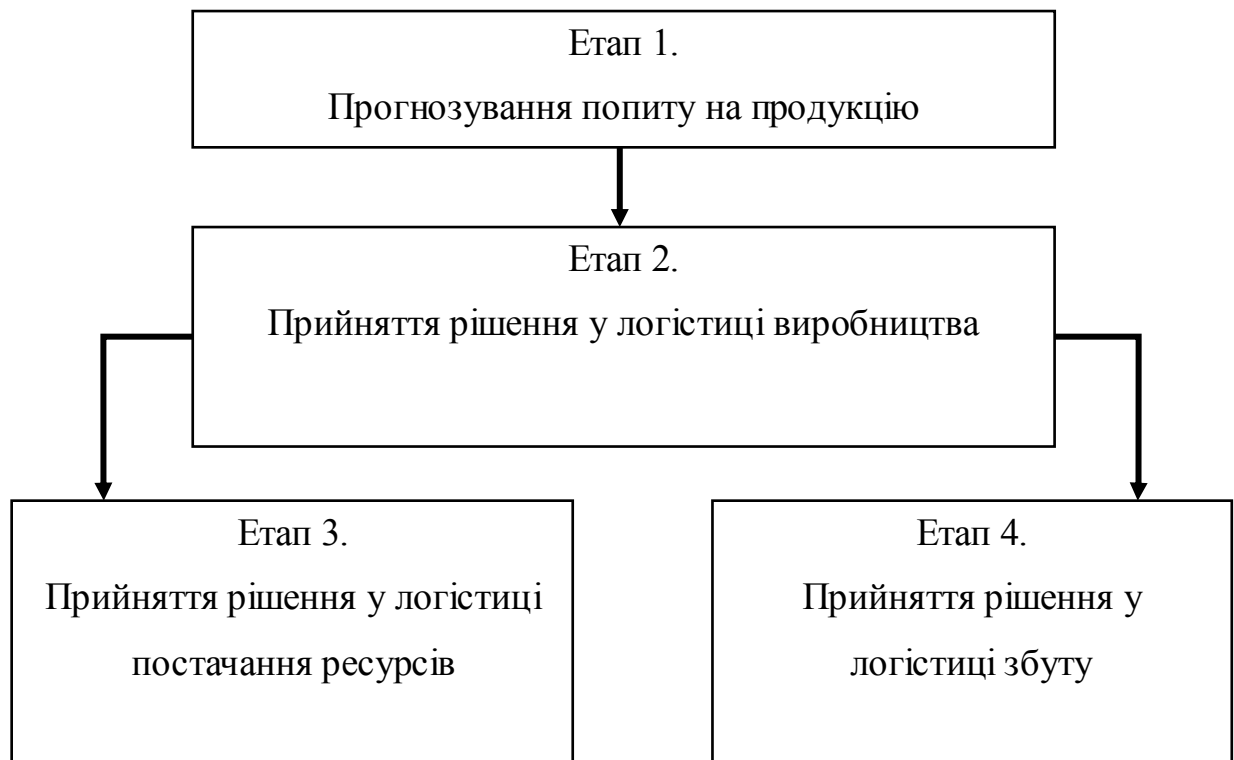 Етап 1.
Прогнозування попиту на продукцію
Етап 2.
Прийняття рішення у логістиці виробництва
Етап 3.
Прийняття рішення у логістиці
постачання ресурсів
Етап 4.
Прийняття рішення у
логістиці збуту